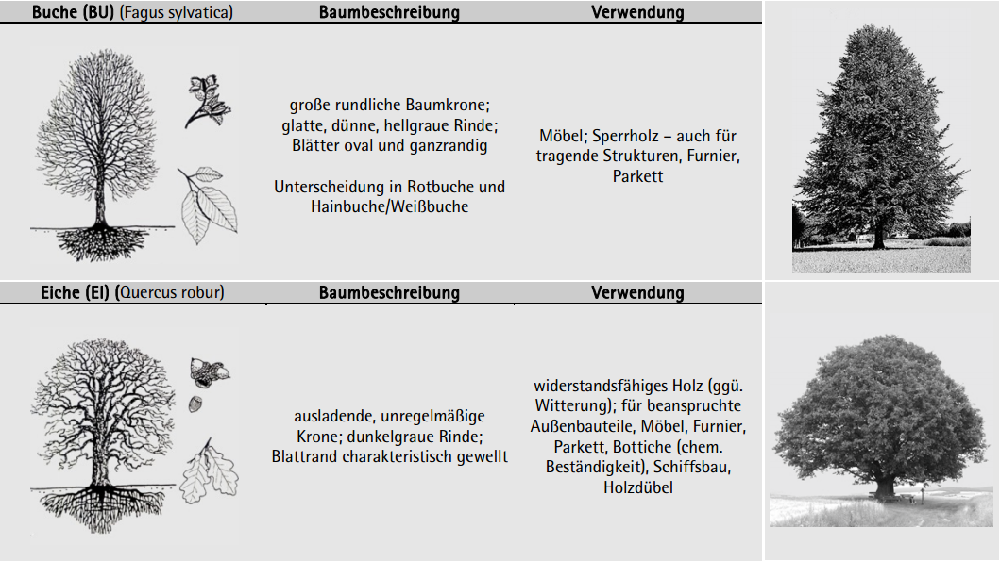 Buche (BU) (Fagus sylvatica)
Baumbeschreibung
Verwendung
große rundliche Baumkrone;
glatte, dünne, hellgraue Rinde;
Blätter oval und ganzrandig
Unterscheidung in Rotbuche und
Hainbuche/Weißbuche
Möbel; Sperrholz – auch für
tragende Strukturen, Furnier,
Parkett
Eiche (EI) (Quercus robur)
Baumbeschreibung
Verwendung
ausladende, unregelmäßige
Krone; dunkelgraue Rinde;
Blattrand charakteristisch gewellt
widerstandsfähiges Holz (ggü.
Witterung); für beanspruchte
Außenbauteile, Möbel, Furnier,
Parkett, Bottiche (chem.
Beständigkeit), Schiffsbau,
Holzdübel